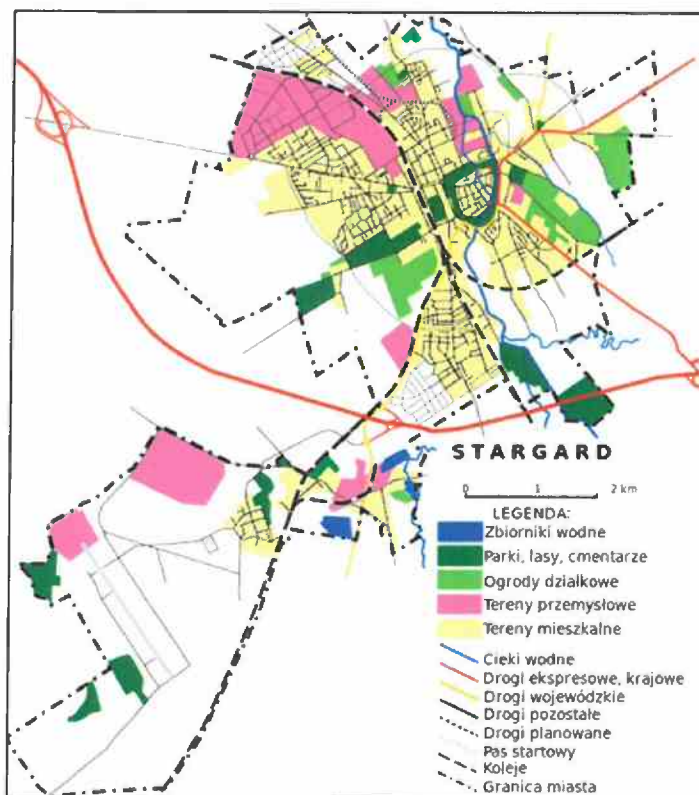 STARGARD
0 1 2 km
LEGENDA:
Zbiorniki wodne
Parki, lasy, cmentarze
Ogrody działkowe
Tereny przemysłowe
Tereny mieszkalne
Cieki wodne
Drogi ekspresowe, krajowe
Drogi wojewódzkie
Drogi pozostałe
Drogi planowane
Pas startowy
Koleje
Granica miasta